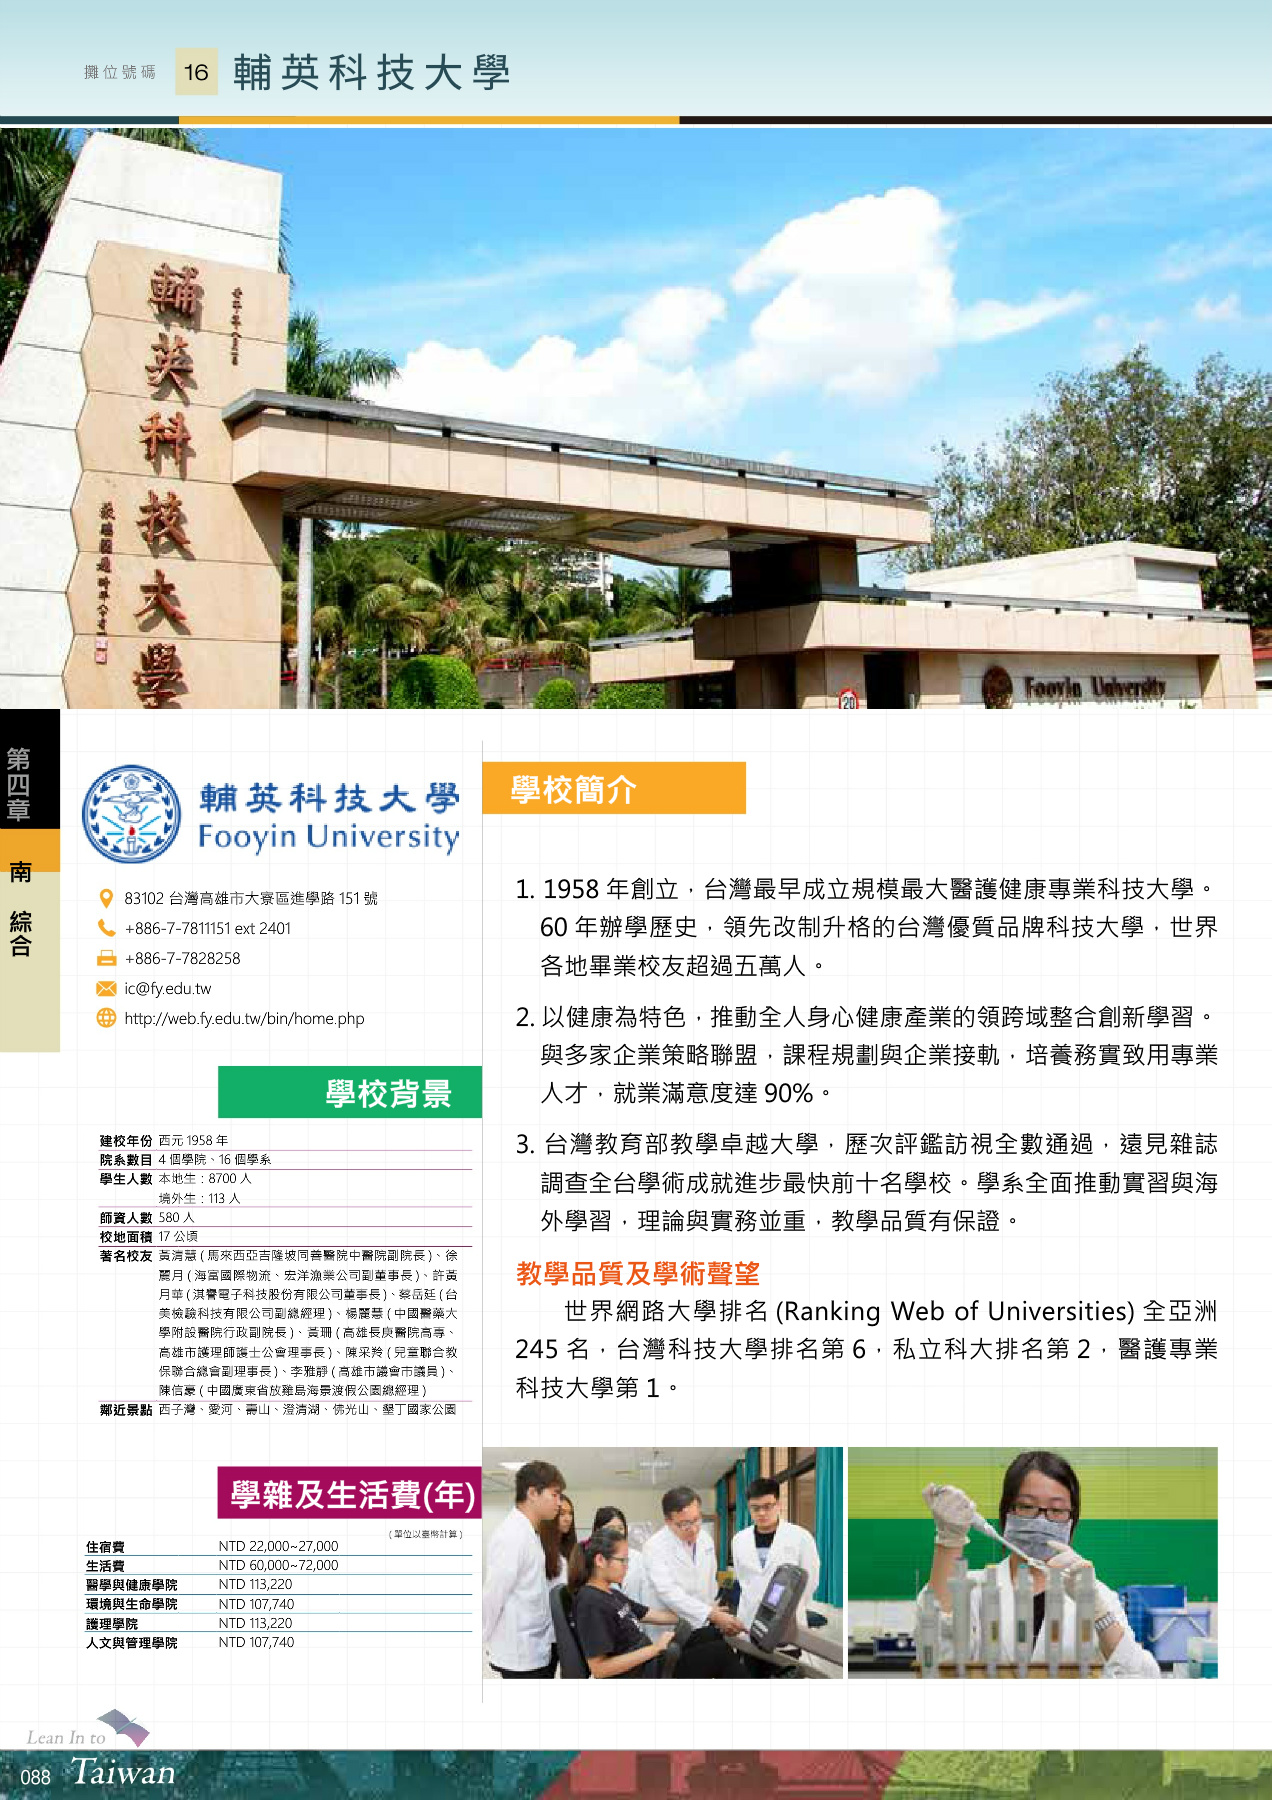 攤位號碼 16 輔英科技大學
輔英科技大學
Fooyin University
20
第四章
南 綜合
輔英科技大學
Fooyin University
83102 台灣高雄市大寮區進學路 151 號
+886-7-7811151 ext 2401
+886-7-7828258
ic@fy.edu.tw
http://web.fy.edu.tw/bin/home.php
學校背景
建校年份 西元 1958 年
院系數目 4 個學院、16 個學系
學生人數 本地生：8700 人
境外生：113 人
師資人數 580 人
校地面積 17 公頃
著名校友 黃清慧 ( 馬來西亞吉隆坡同善醫院中醫院副院長 )、徐
麗月 ( 海富國際物流、宏洋漁業公司副董事長 )、許黃
月華 ( 淇譽電子科技股份有限公司董事長 )、蔡岳廷 ( 台
美檢驗科技有限公司副總經理 )、楊麗慧 ( 中國醫藥大
學附設醫院行政副院長 )、黃珊 ( 高雄長庚醫院高專、
高雄市護理師護士公會理事長 )、陳采羚 ( 兒童聯合教
保聯合總會副理事長 )、李雅靜 ( 高雄市議會市議員 )、
陳信豪 ( 中國廣東省放雞島海景渡假公園總經理 )
鄰近景點 西子灣、愛河、壽山、澄清湖、佛光山、墾丁國家公園
學雜及生活費(年)
( 單位以臺幣計算 )
住宿費 NTD 22,000~27,000
生活費 NTD 60,000~72,000
醫學與健康學院 NTD 113,220
環境與生命學院 NTD 107,740
護理學院 NTD 113,220
人文與管理學院 NTD 107,740
學校簡介
1. 1958 年創立，台灣最早成立規模最大醫護健康專業科技大學。
60 年辦學歷史，領先改制升格的台灣優質品牌科技大學，世界
各地畢業校友超過五萬人。
2. 以健康為特色，推動全人身心健康產業的領跨域整合創新學習。
與多家企業策略聯盟，課程規劃與企業接軌，培養務實致用專業
人才，就業滿意度達 90%。
3. 台灣教育部教學卓越大學，歷次評鑑訪視全數通過，遠見雜誌
調查全台學術成就進步最快前十名學校。學系全面推動實習與海
外學習，理論與實務並重，教學品質有保證。
教學品質及學術聲望
世界網路大學排名 (Ranking Web of Universities) 全亞洲
245 名，台灣科技大學排名第 6，私立科大排名第 2，醫護專業
科技大學第 1。
Lean In to
088 Taiwan